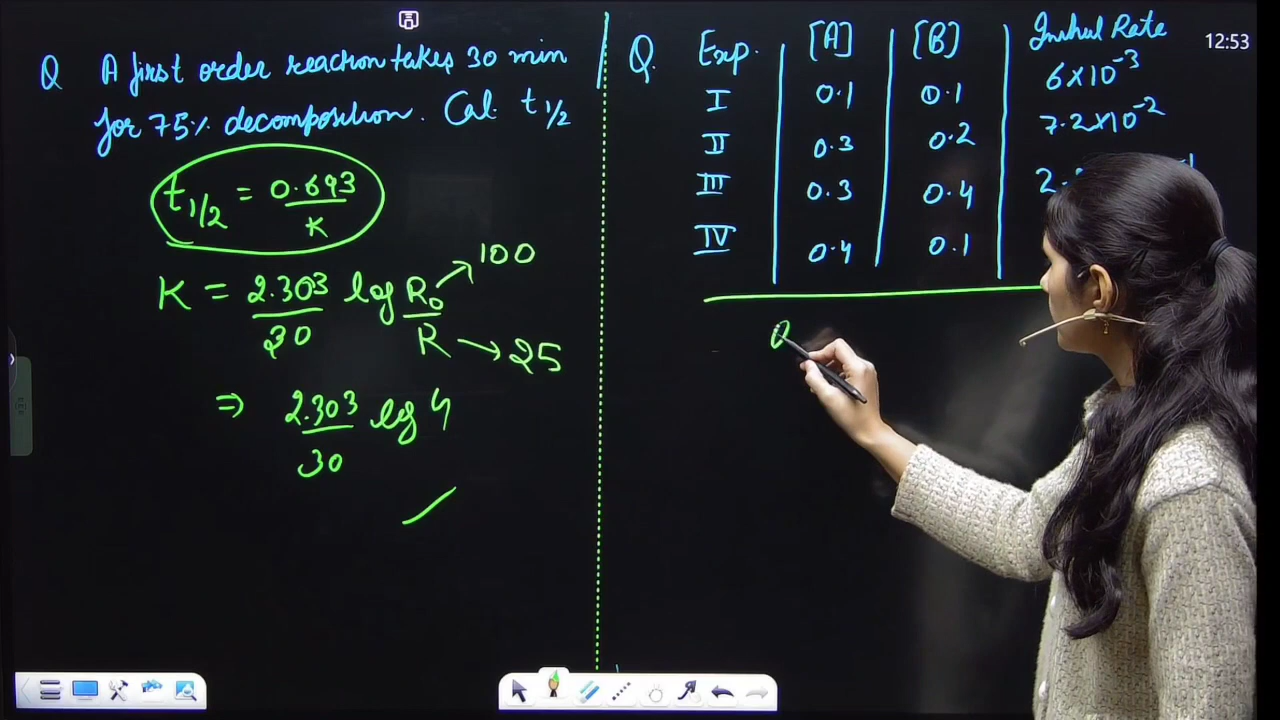 Q A first order reaction takes 30 min
for 75% decomposition. Cal. t 1/2
t 1/2 = 0.693
K
K = 2.303 log R₀ → 100
30 R → 25
⇒ 2.303 log 4
30
12:53
Q. Exp. [A] [B] Initial Rate
I 0.1 0.1 6×10⁻³
II 0.3 0.2 7.2×10⁻²
III 0.3 0.4
IV 0.4 0.1